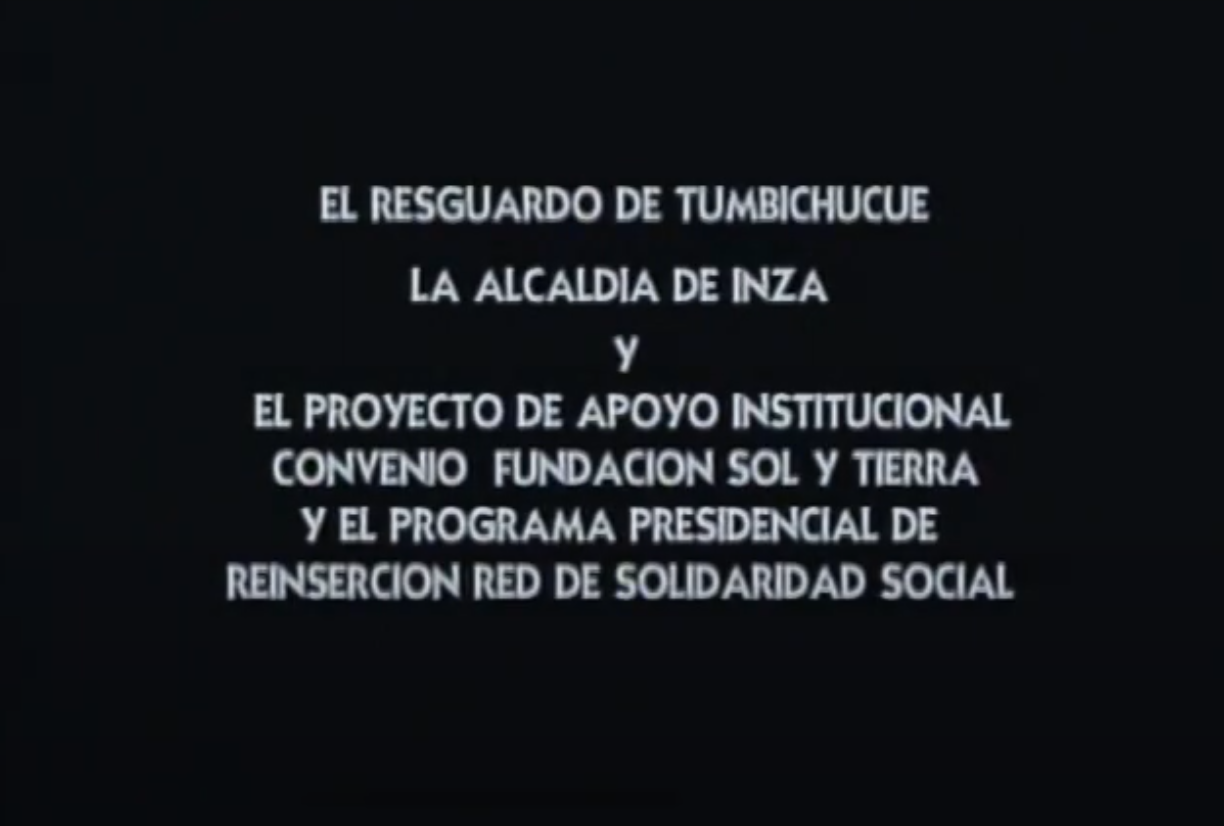 EL RESGUARDO DE TUMBICHUCUE
LA ALCALDIA DE INZA
y
EL PROYECTO DE APOYO INSTITUCIONAL
CONVENIO FUNDACION SOL Y TIERRA
Y EL PROGRAMA PRESIDENCIAL DE
REINSERCION RED DE SOLIDARIDAD SOCIAL